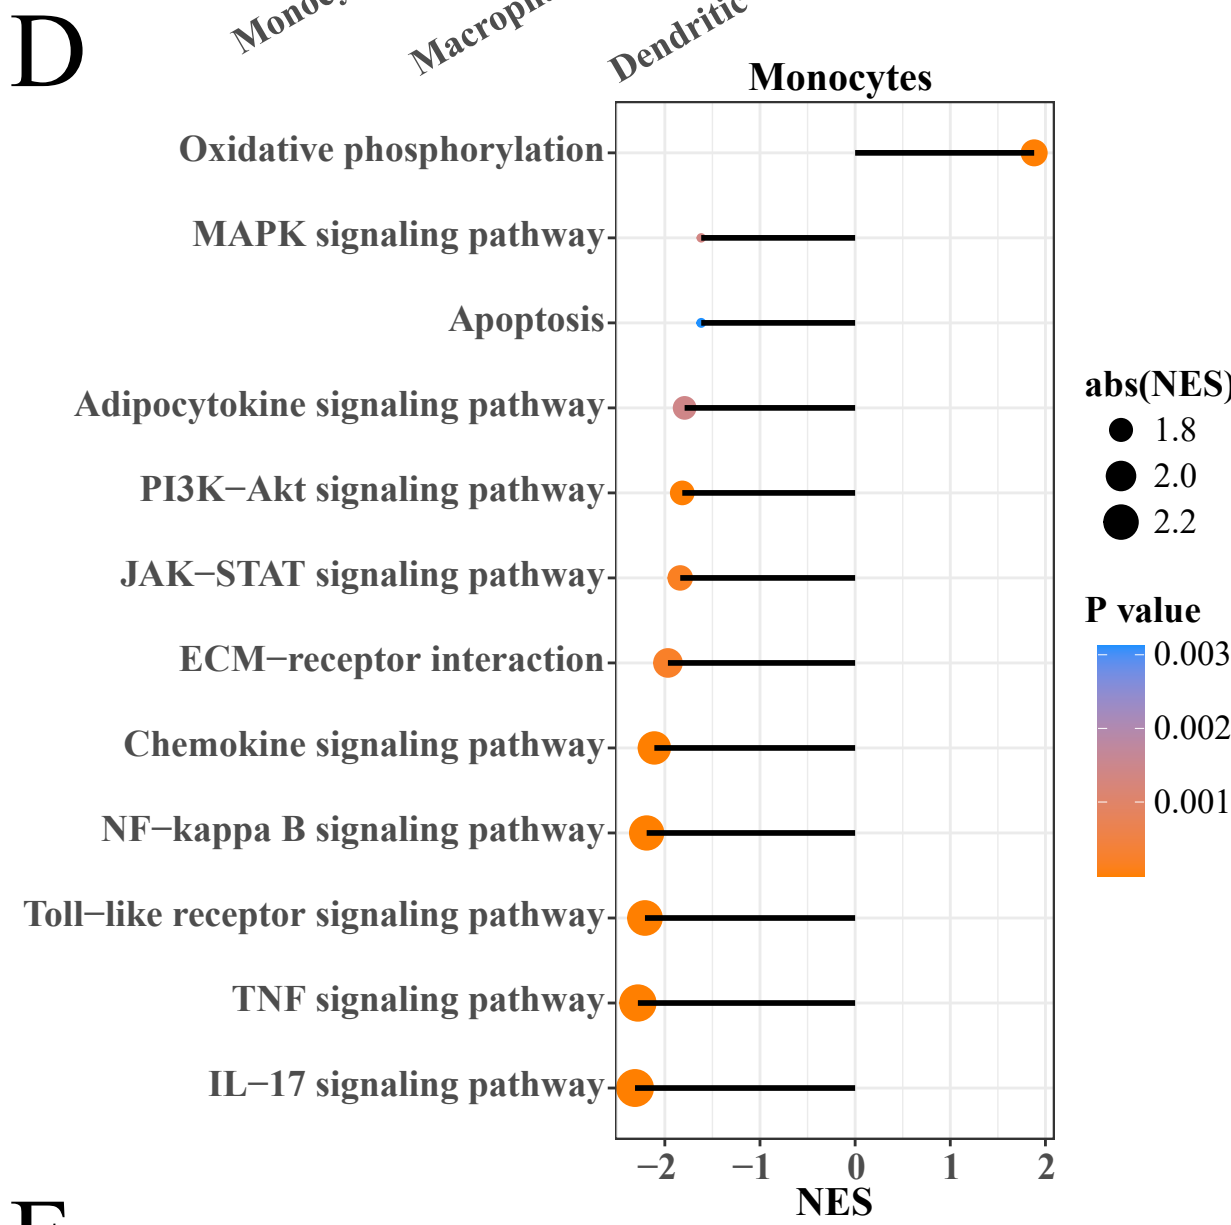 D
Monocytes
Oxidative phosphorylation
MAPK signaling pathway
Apoptosis
Adipocytokine signaling pathway
PI3K−Akt signaling pathway
JAK−STAT signaling pathway
ECM−receptor interaction
Chemokine signaling pathway
NF−kappa B signaling pathway
Toll−like receptor signaling pathway
TNF signaling pathway
IL−17 signaling pathway
−2 −1 0 1 2
NES
abs(NES)
1.8
2.0
2.2
P value
0.003
0.002
0.001
Dendritic